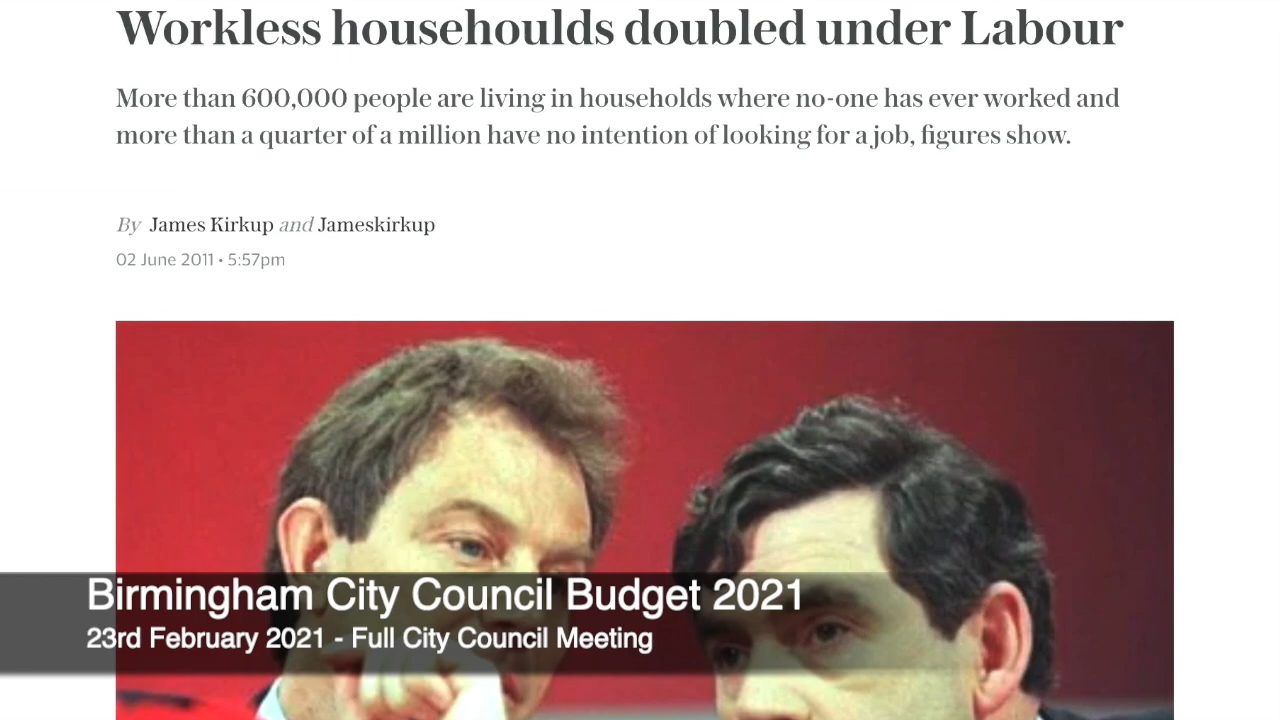 Workless househoulds doubled under Labour
More than 600,000 people are living in households where no-one has ever worked and
more than a quarter of a million have no intention of looking for a job, figures show.
By James Kirkup and Jameskirkup
02 June 2011 • 5:57pm
Birmingham City Council Budget 2021
23rd February 2021 - Full City Council Meeting